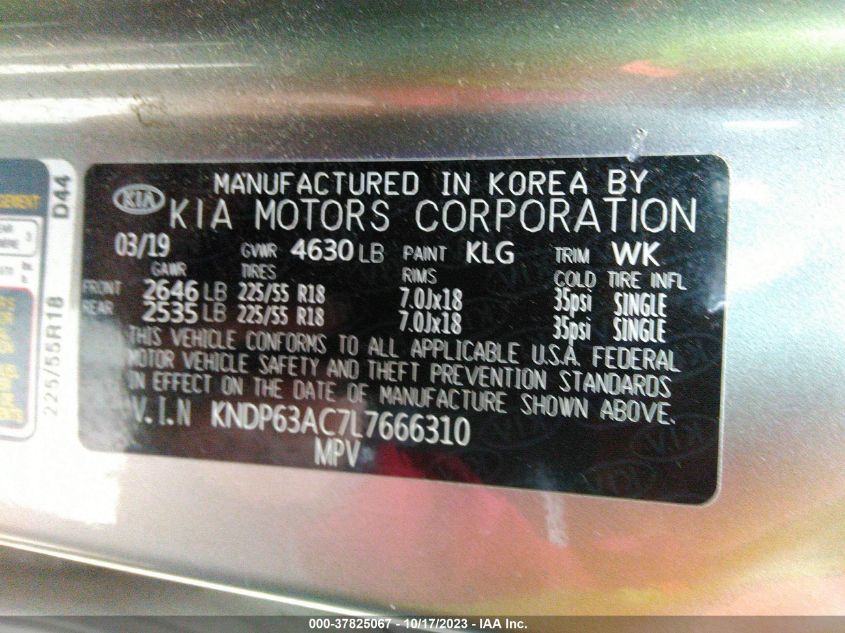 MANUFACTURED IN KOREA BY
KIA KIA MOTORS CORPORATION
03/19 GVWR 4630 LB PAINT KLG TRIM WK
GAWR TIRES RIMS COLD TIRE INFL
FRONT 2646 LB 225/55 R18 7.0Jx18 35psi SINGLE
REAR 2535 LB 225/55 R18 7.0Jx18 35psi SINGLE
THIS VEHICLE CONFORMS TO ALL APPLICABLE U.S.A. FEDERAL
MOTOR VEHICLE SAFETY AND THEFT PREVENTION STANDARDS
IN EFFECT ON THE DATE OF MANUFACTURE SHOWN ABOVE.
V.I.N KNDP63AC7L7666310
MPV
225/55R18 D44
000-37825067 - 10/17/2023 - IAA Inc.